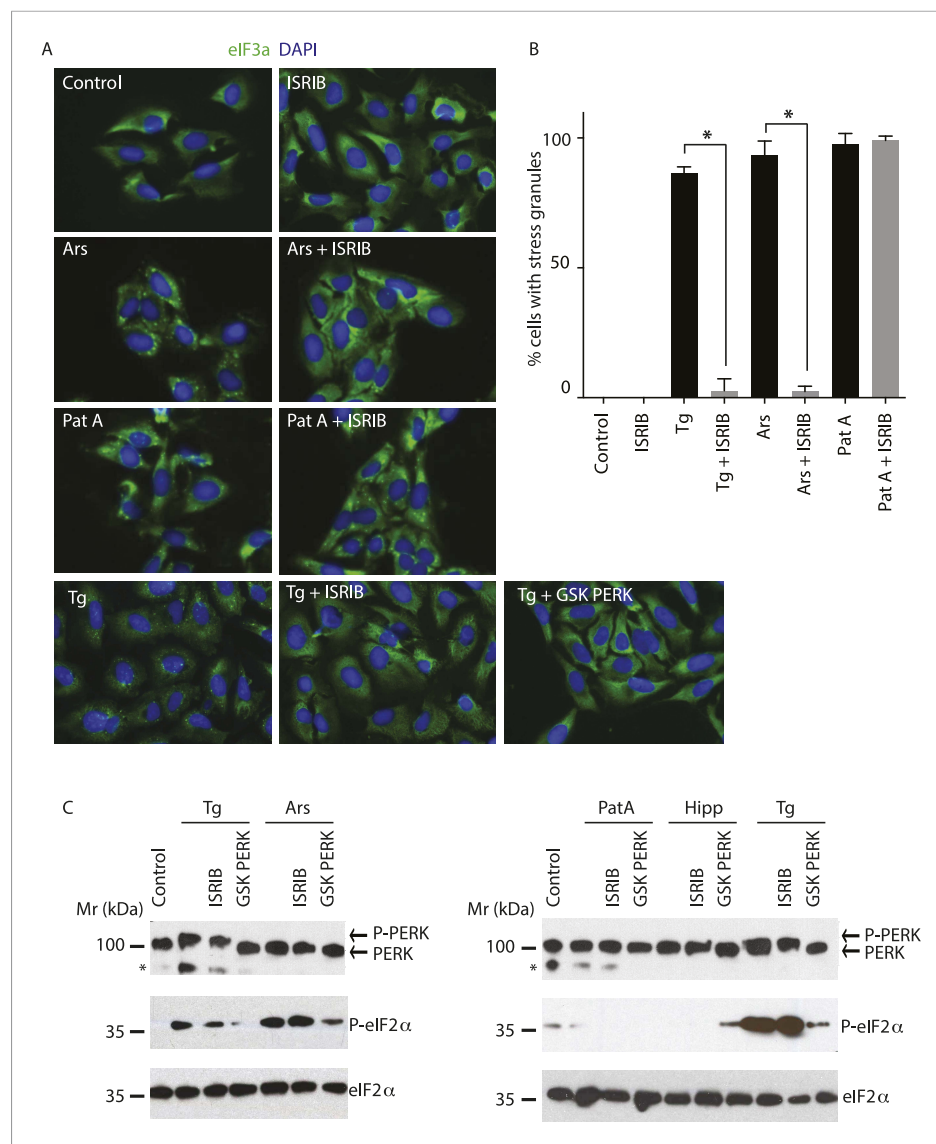 A
eIF3a DAPI
Control
ISRIB
Ars
Ars + ISRIB
Pat A
Pat A + ISRIB
Tg
Tg + ISRIB
Tg + GSK PERK
B
% cells with stress granules
100
50
0
*
*
Control
ISRIB
Tg
Tg + ISRIB
Ars
Ars + ISRIB
Pat A
Pat A + ISRIB
C
Tg
Ars
Control
ISRIB
GSK PERK
ISRIB
GSK PERK
Mr (kDa)
100
P-PERK
PERK
*
35
P-eIF2α
35
eIF2α
PatA
Hipp
Tg
Control
ISRIB
GSK PERK
ISRIB
GSK PERK
ISRIB
GSK PERK
Mr (kDa)
100
P-PERK
PERK
*
35
P-eIF2α
35
eIF2α